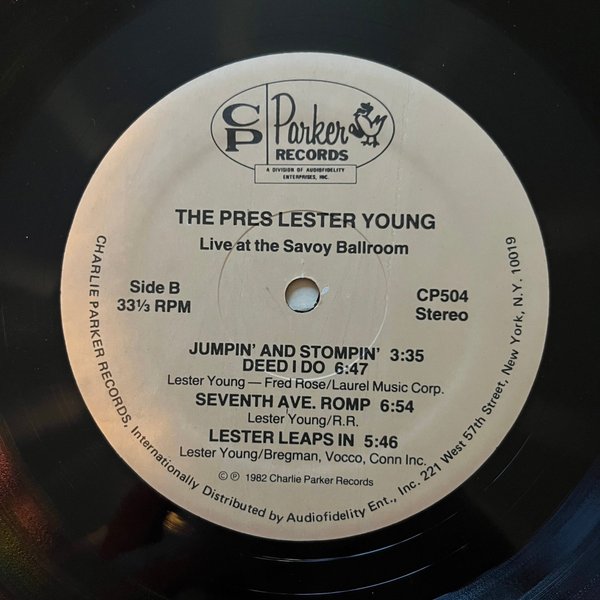 CP Parker
RECORDS
A DIVISION OF AUDIOFIDELITY
ENTERPRISES, INC.
THE PRES LESTER YOUNG
Live at the Savoy Ballroom
Side B
33⅓ RPM
CP504
Stereo
JUMPIN' AND STOMPIN' 3:35
DEED I DO 6:47
Lester Young — Fred Rose/Laurel Music Corp.
SEVENTH AVE. ROMP 6:54
Lester Young/R.R.
LESTER LEAPS IN 5:46
Lester Young/Bregman, Vocco, Conn Inc.
© ℗ 1982 Charlie Parker Records
CHARLIE PARKER RECORDS, Internationally Distributed by Audiofidelity Ent., Inc. 221 West 57th Street, New York, N.Y. 10019